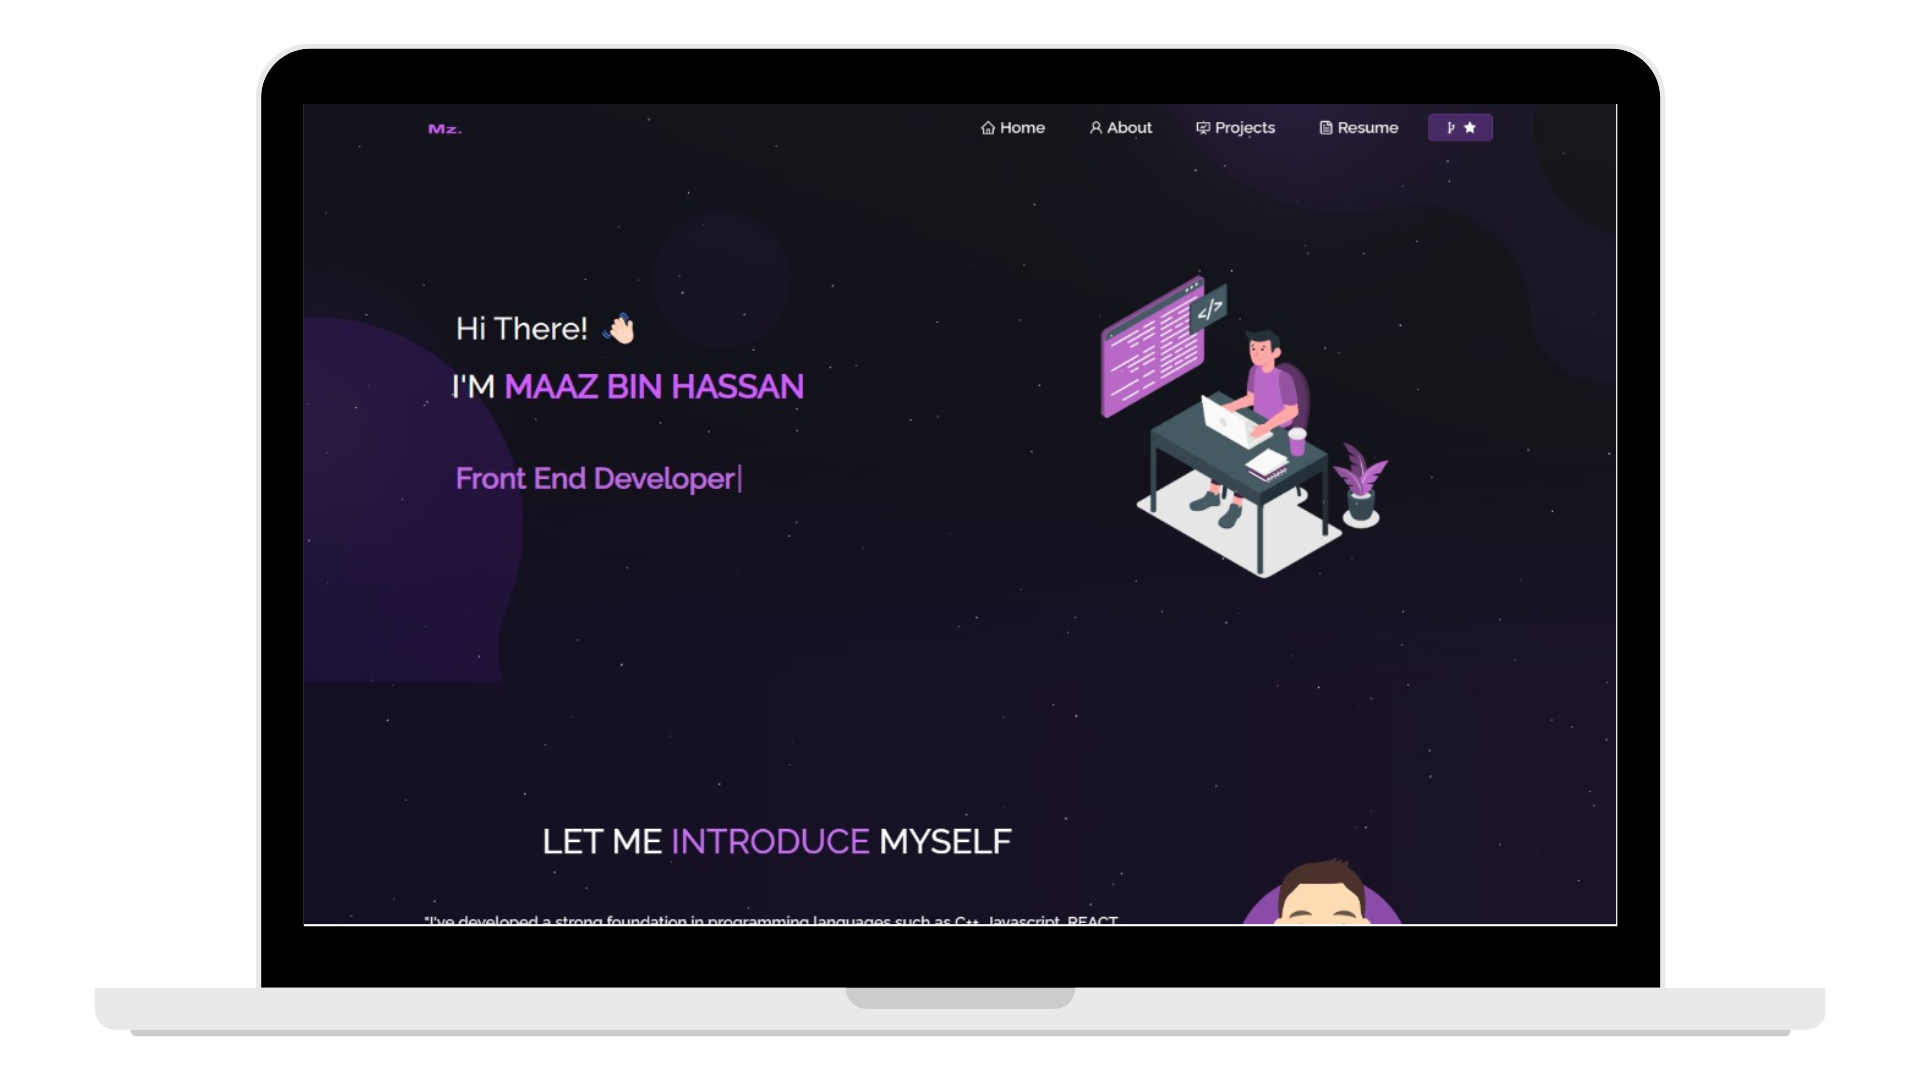 Mz.
Home About Projects Resume
</>
Hi There! 👋🏻
I'M MAAZ BIN HASSAN
Front End Developer|
LET ME INTRODUCE MYSELF
"I've developed a strong foundation in programming languages such as C++, Javascript, REACT